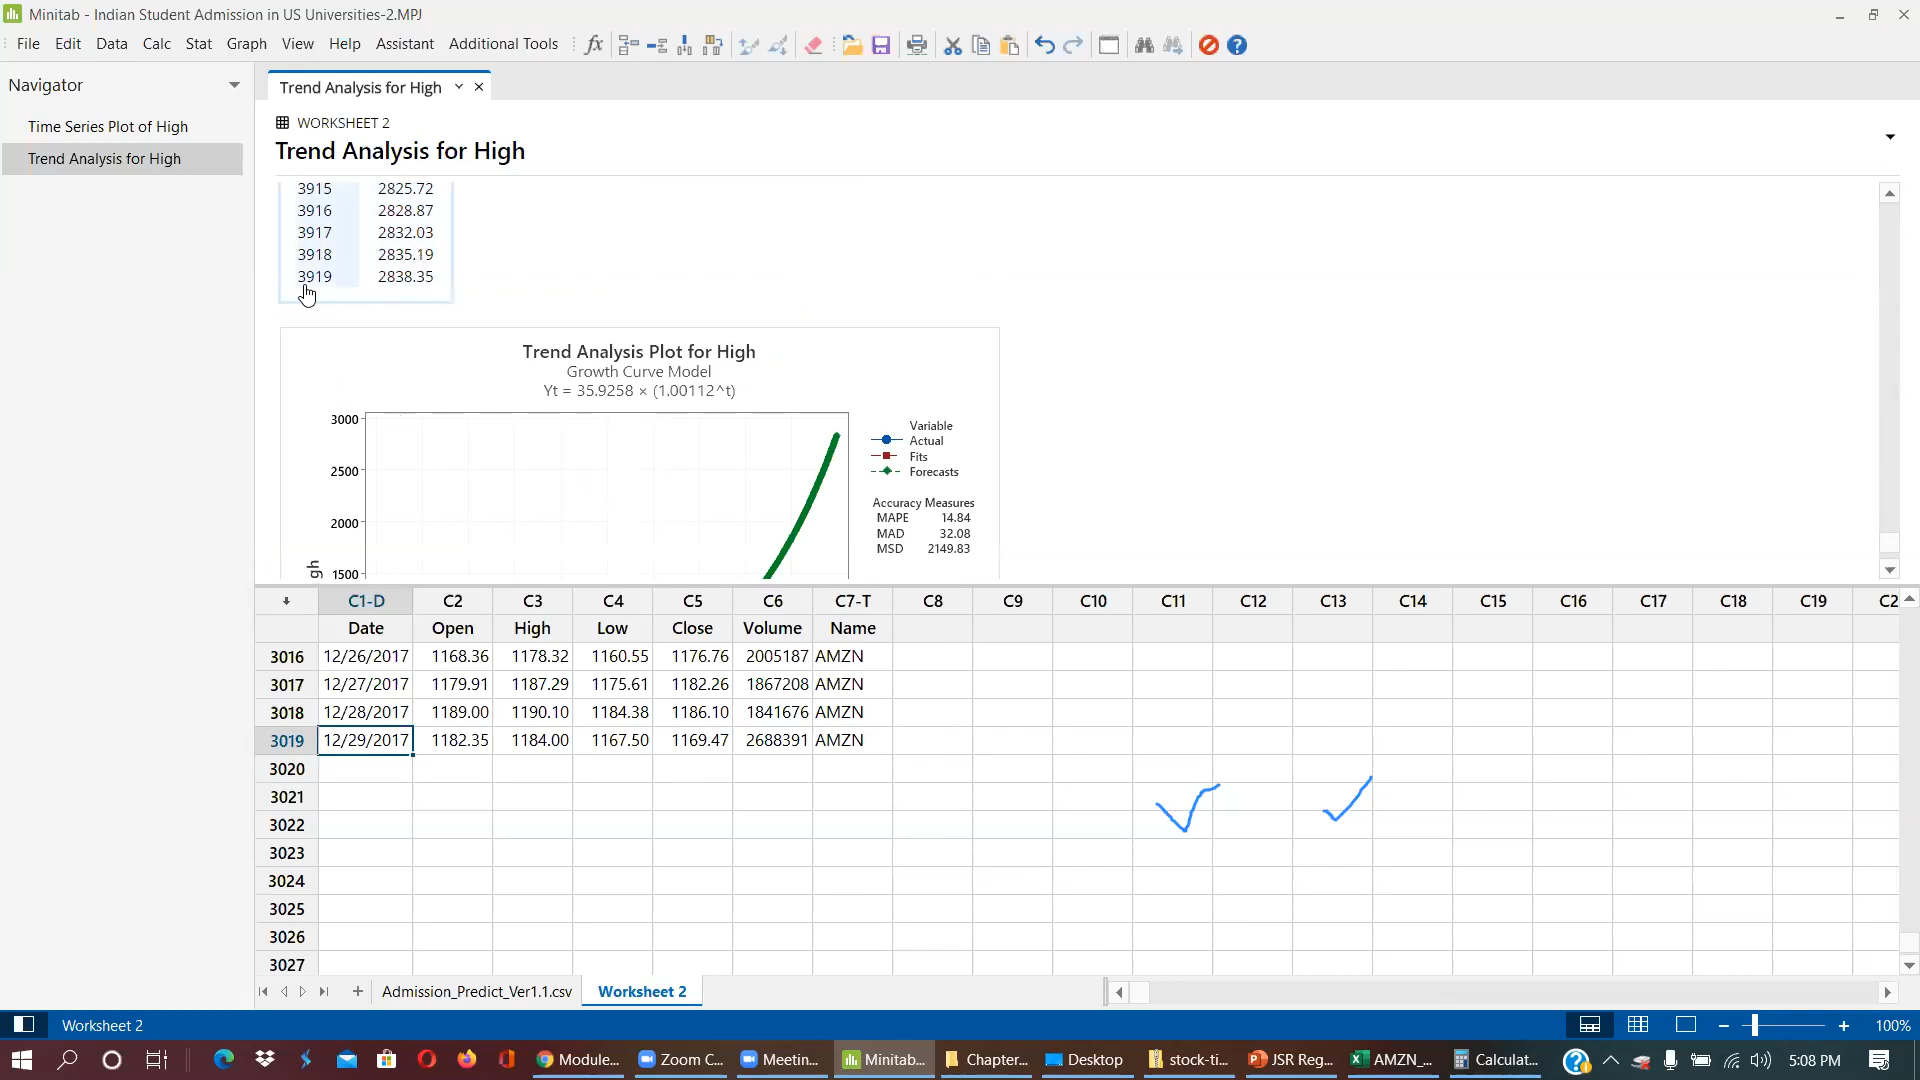 Minitab - Indian Student Admission in US Universities-2.MPJ
File Edit Data Calc Stat Graph View Help Assistant Additional Tools
Navigator
Time Series Plot of High
Trend Analysis for High
Trend Analysis for High
WORKSHEET 2
Trend Analysis for High
3915 2825.72
3916 2828.87
3917 2832.03
3918 2835.19
3919 2838.35
Trend Analysis Plot for High
Growth Curve Model
Yt = 35.9258 × (1.00112^t)
3000
2500
2000
1500
gh
Variable
Actual
Fits
Forecasts
Accuracy Measures
MAPE 14.84
MAD 32.08
MSD 2149.83
C1-D C2 C3 C4 C5 C6 C7-T C8 C9 C10 C11 C12 C13 C14 C15 C16 C17 C18 C19 C2
Date Open High Low Close Volume Name
3016 12/26/2017 1168.36 1178.32 1160.55 1176.76 2005187 AMZN
3017 12/27/2017 1179.91 1187.29 1175.61 1182.26 1867208 AMZN
3018 12/28/2017 1189.00 1190.10 1184.38 1186.10 1841676 AMZN
3019 12/29/2017 1182.35 1184.00 1167.50 1169.47 2688391 AMZN
3020
3021
3022
3023
3024
3025
3026
3027
Admission_Predict_Ver1.1.csv Worksheet 2
Worksheet 2 100%
Module... Zoom C... Meetin... Minitab... Chapter... Desktop stock-ti... JSR Reg... AMZN_... Calculat... 5:08 PM